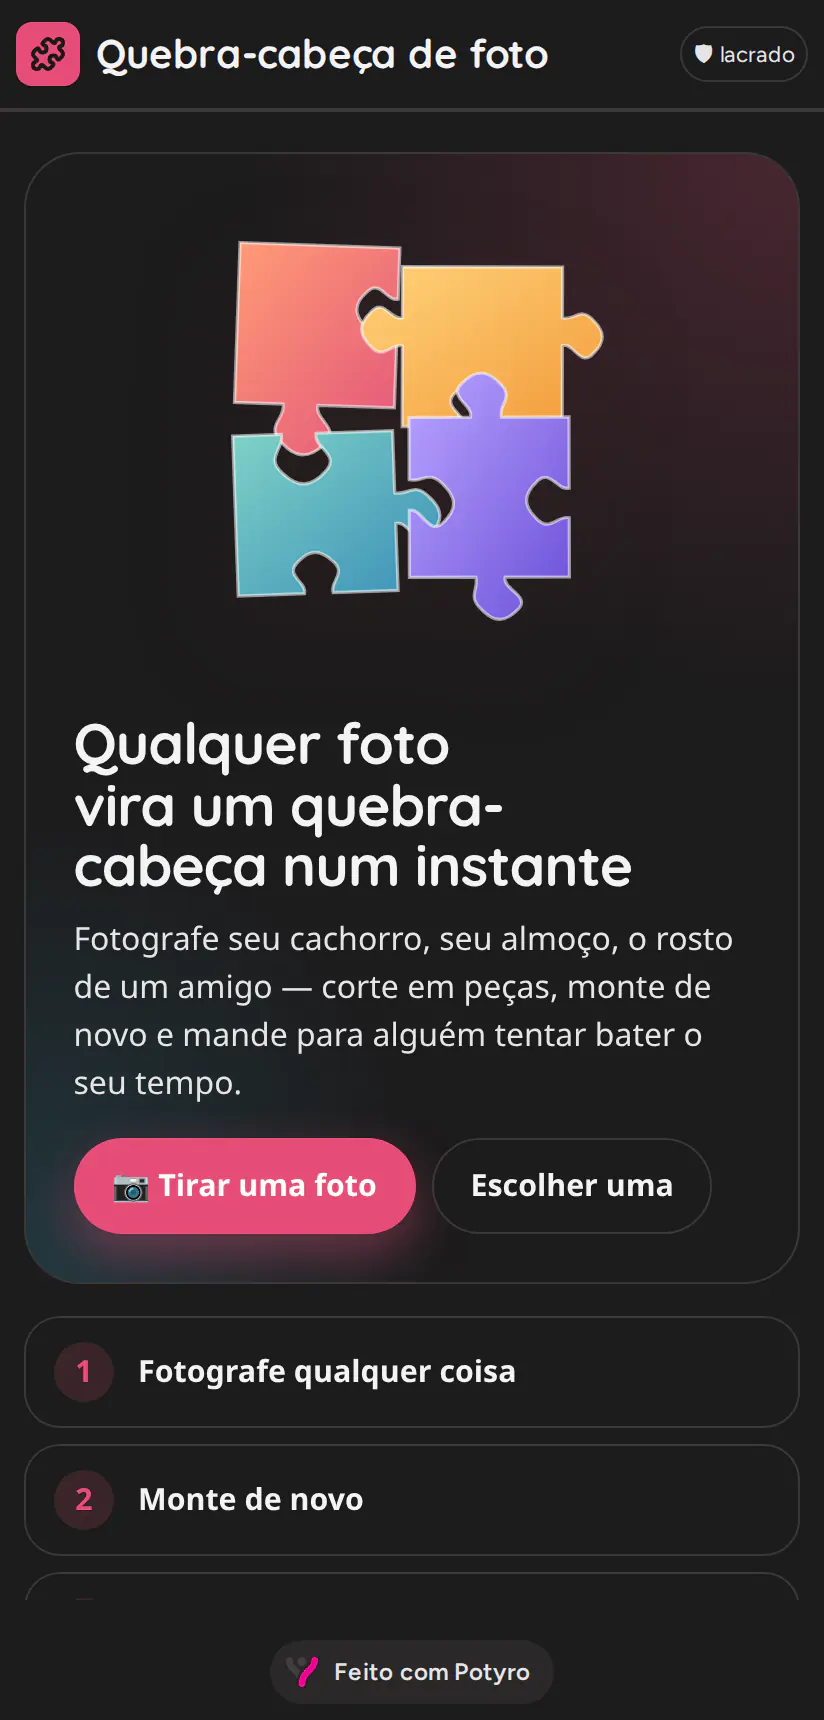 Quebra-cabeça de foto
lacrado
Qualquer foto
vira um quebra-
cabeça num instante
Fotografe seu cachorro, seu almoço, o rosto
de um amigo — corte em peças, monte de
novo e mande para alguém tentar bater o
seu tempo.
Tirar uma foto
Escolher uma
1 Fotografe qualquer coisa
2 Monte de novo
Feito com Potyro